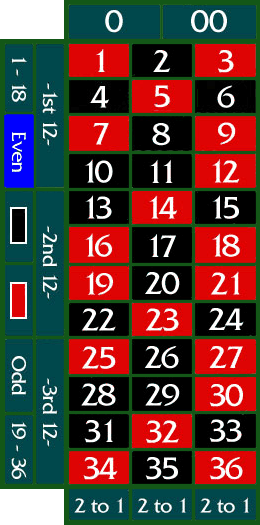 0 00
1 2 3
4 5 6
7 8 9
10 11 12
13 14 15
16 17 18
19 20 21
22 23 24
25 26 27
28 29 30
31 32 33
34 35 36
2 to 1 2 to 1 2 to 1
-1st 12-
-2nd 12-
-3rd 12-
1 - 18
Even
Odd
19 - 36